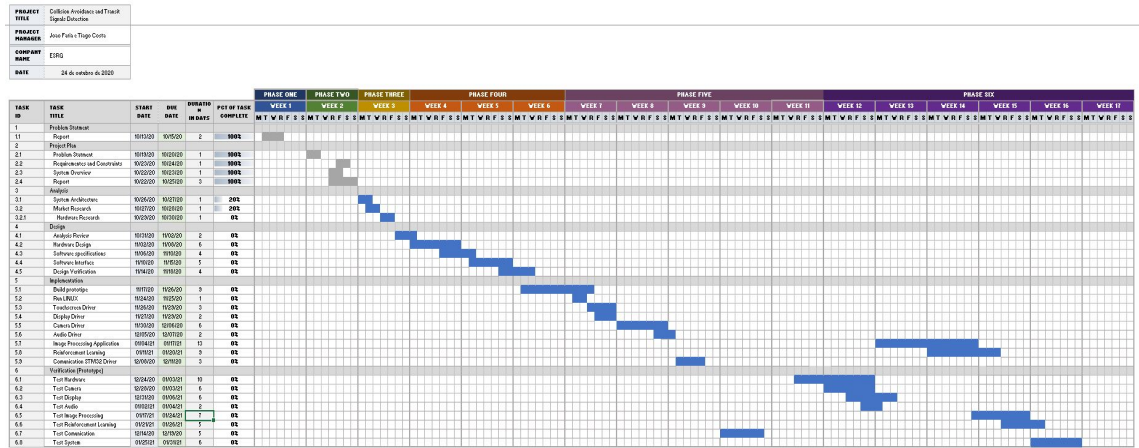 PROJECT TITLE Collision Avoidance and Transit Signals Detection
PROJECT MANAGER Joao Faria e Tiago Costa
COMPANY NAME ESRG
DATE 24 de outubro de 2020
PHASE ONE PHASE TWO PHASE THREE PHASE FOUR PHASE FIVE PHASE SIX
WEEK 1 WEEK 2 WEEK 3 WEEK 4 WEEK 5 WEEK 6 WEEK 7 WEEK 8 WEEK 9 WEEK 10 WEEK 11 WEEK 12 WEEK 13 WEEK 14 WEEK 15 WEEK 16 WEEK 17
TASK ID TASK TITLE START DATE DUE DATE DURATION IN DAYS PCT OF TASK COMPLETE
M T W R F S S M T W R F S S M T W R F S S M T W R F S S M T W R F S S M T W R F S S M T W R F S S M T W R F S S M T W R F S S M T W R F S S M T W R F S S M T W R F S S M T W R F S S M T W R F S S M T W R F S S M T W R F S S M T W R F S S
1 Problem Statment
1.1 Report 10/13/20 10/15/20 2 100%
2 Project Plan
2.1 Problem Statment 10/19/20 10/20/20 1 100%
2.2 Requirementes and Constraints 10/23/20 10/24/20 1 100%
2.3 System Overview 10/22/20 10/23/20 1 100%
2.4 Report 10/22/20 10/25/20 3 100%
3 Analysis
3.1 System Architecture 10/26/20 10/27/20 1 20%
3.2 Market Research 10/27/20 10/28/20 1 20%
3.2.1 Hardware Research 10/29/20 10/30/20 1 0%
4 Design
4.1 Analysis Review 10/31/20 11/02/20 2 0%
4.2 Hardware Design 11/02/20 11/08/20 6 0%
4.3 Software specifications 11/06/20 11/10/20 4 0%
4.4 Software Interface 11/10/20 11/15/20 5 0%
4.5 Design Verification 11/14/20 11/18/20 4 0%
5 Implementation
5.1 Build prototipe 11/17/20 11/26/20 9 0%
5.2 Run LINUX 11/24/20 11/25/20 1 0%
5.3 Touchscreen Driver 11/26/20 11/29/20 3 0%
5.4 Display Driver 11/27/20 11/29/20 2 0%
5.5 Camera Driver 11/30/20 12/06/20 6 0%
5.6 Audio Driver 12/05/20 12/07/20 2 0%
5.7 Image Processing Application 01/04/21 01/17/21 13 0%
5.8 Reinforcement Learning 01/11/21 01/20/21 9 0%
5.9 Comunication STM32 Driver 12/08/20 12/11/20 3 0%
6 Verification (Prototype)
6.1 Test Hardware 12/24/20 01/03/21 10 0%
6.2 Test Camera 12/28/20 01/03/21 6 0%
6.3 Test Display 12/31/20 01/06/21 6 0%
6.4 Test Audio 01/02/21 01/04/21 2 0%
6.5 Test Image Processing 01/17/21 01/24/21 7 0%
6.6 Test Reinforcement Learning 01/21/21 01/26/21 5 0%
6.7 Test Comunication 12/14/20 12/19/20 5 0%
6.8 Test System 01/25/21 01/31/21 6 0%